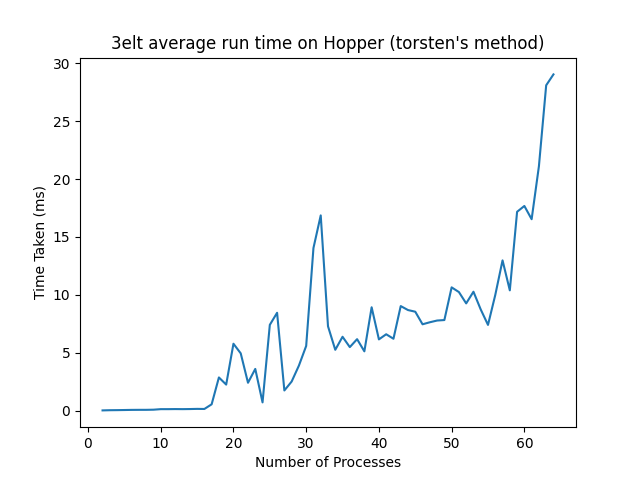 3elt average run time on Hopper (torsten's method)
Time Taken (ms)
30
25
20
15
10
5
0
0 10 20 30 40 50 60
Number of Processes